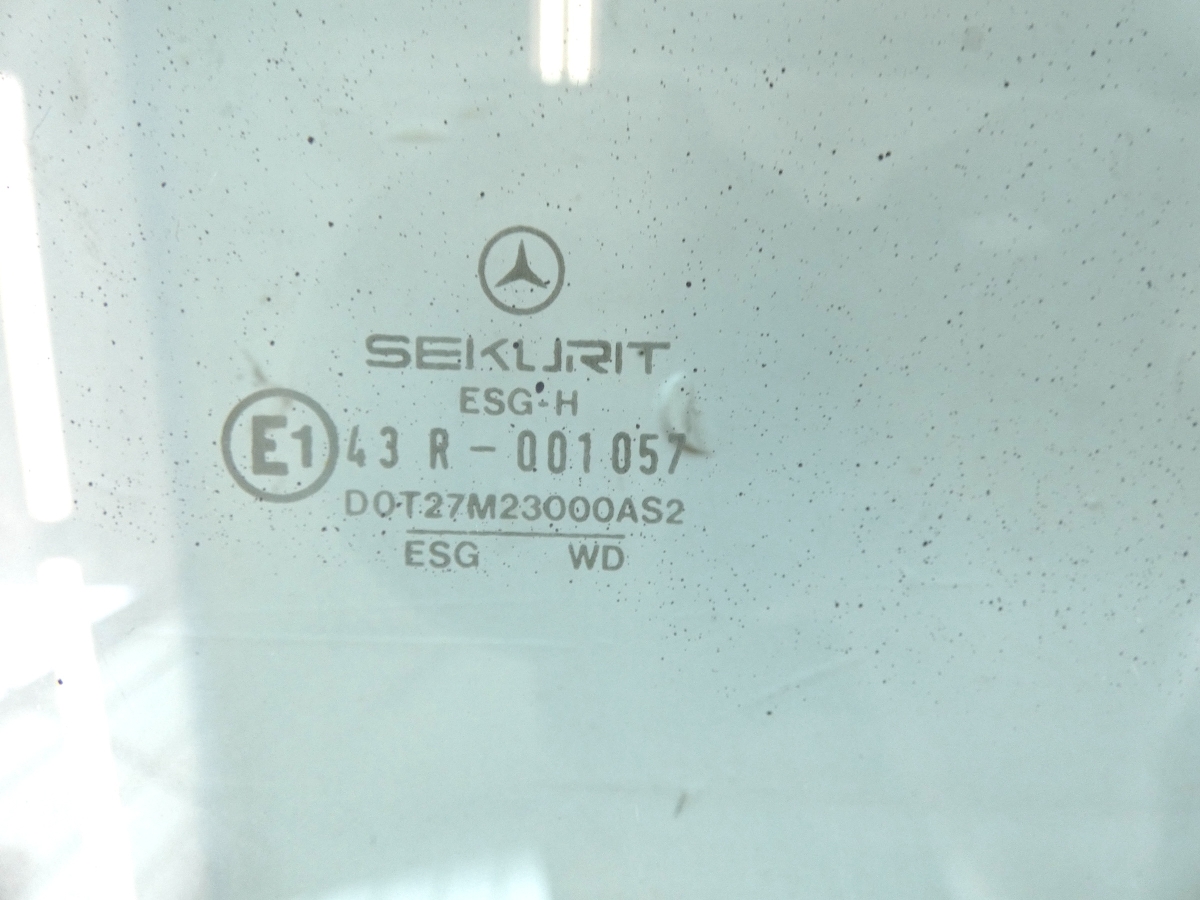 SEKURIT
ESG-H
E1 43 R - 001057
DOT27M23000AS2
ESG WD